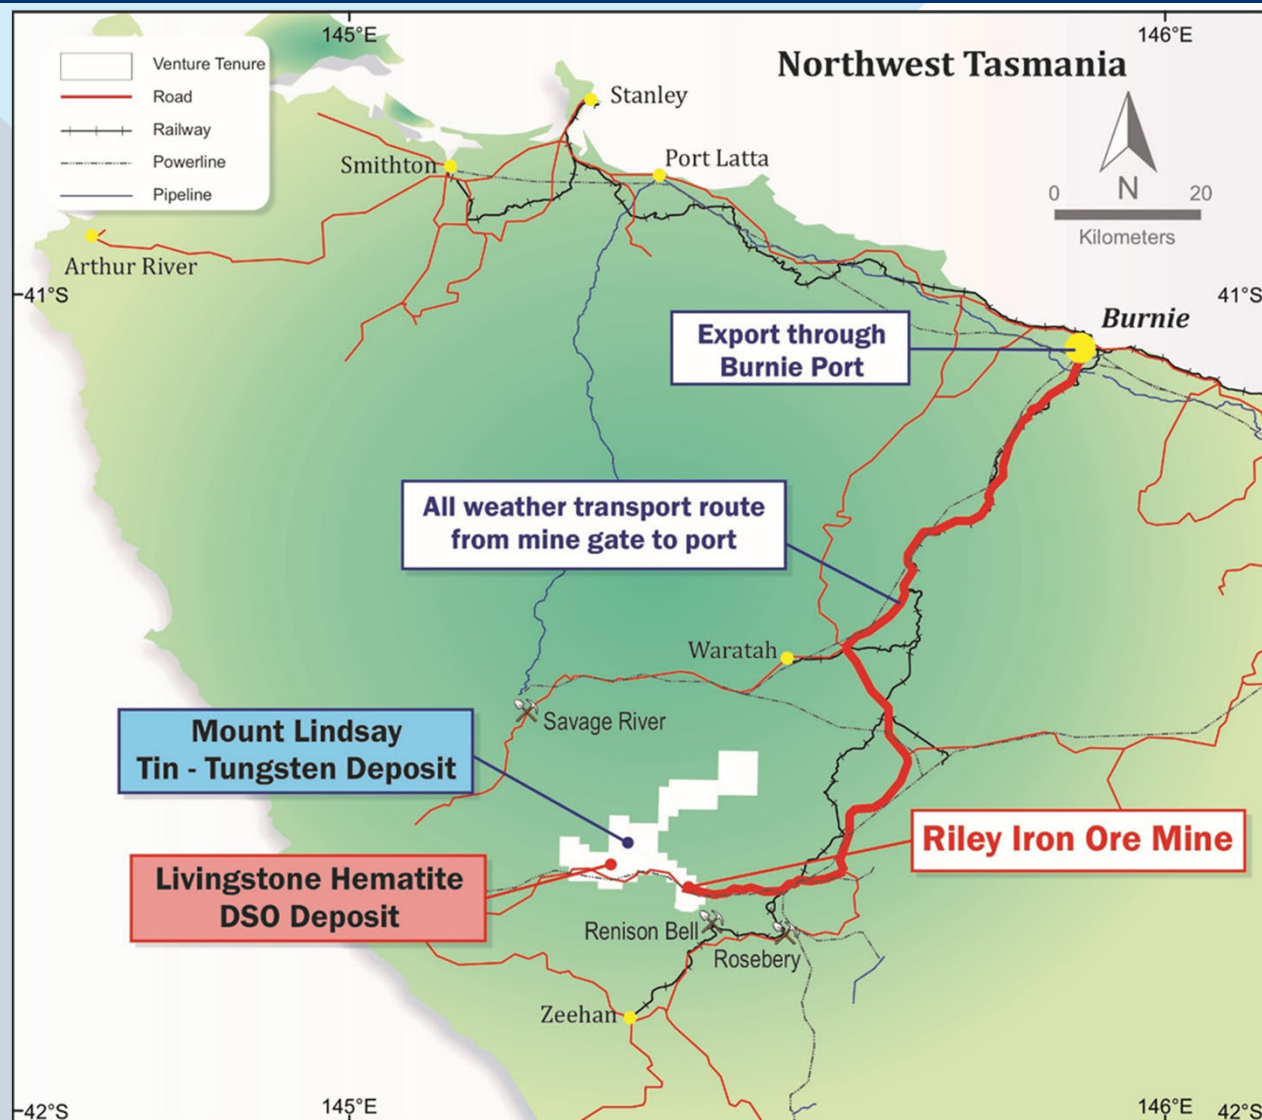 145°E
146°E
Northwest Tasmania
Venture Tenure
Road
Railway
Powerline
Pipeline
Stanley
Smithton
Port Latta
N
0
20
Kilometers
Arthur River
41°S
41°S
Burnie
Export through
Burnie Port
All weather transport route
from mine gate to port
Waratah
Savage River
Mount Lindsay
Tin - Tungsten Deposit
Riley Iron Ore Mine
Livingstone Hematite
DSO Deposit
Renison Bell
Rosebery
Zeehan
42°S
145°E
146°E
42°S